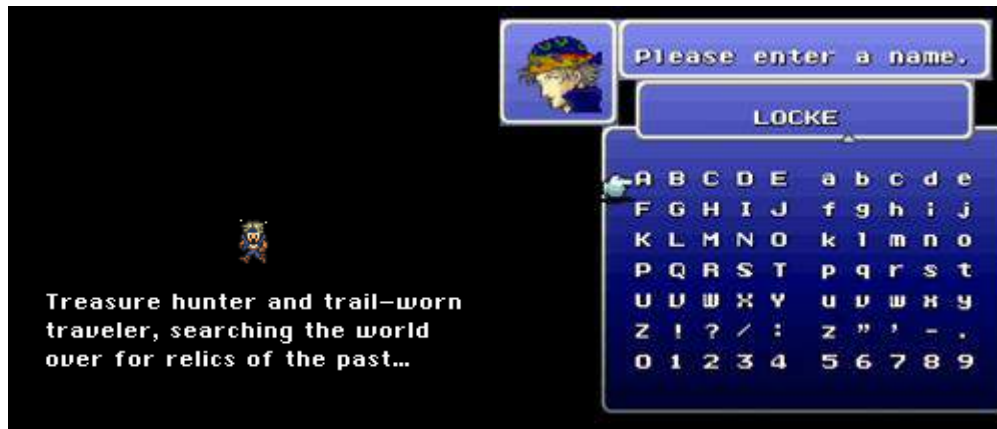 Please enter a name.
LOCKE
A B C D E a b c d e
F G H I J f g h i j
K L M N O k l m n o
P Q R S T p q r s t
U V W X Y u v w x y
Z ! ? / : z " ' - .
0 1 2 3 4 5 6 7 8 9
Treasure hunter and trail-worn
traveler, searching the world
over for relics of the past…